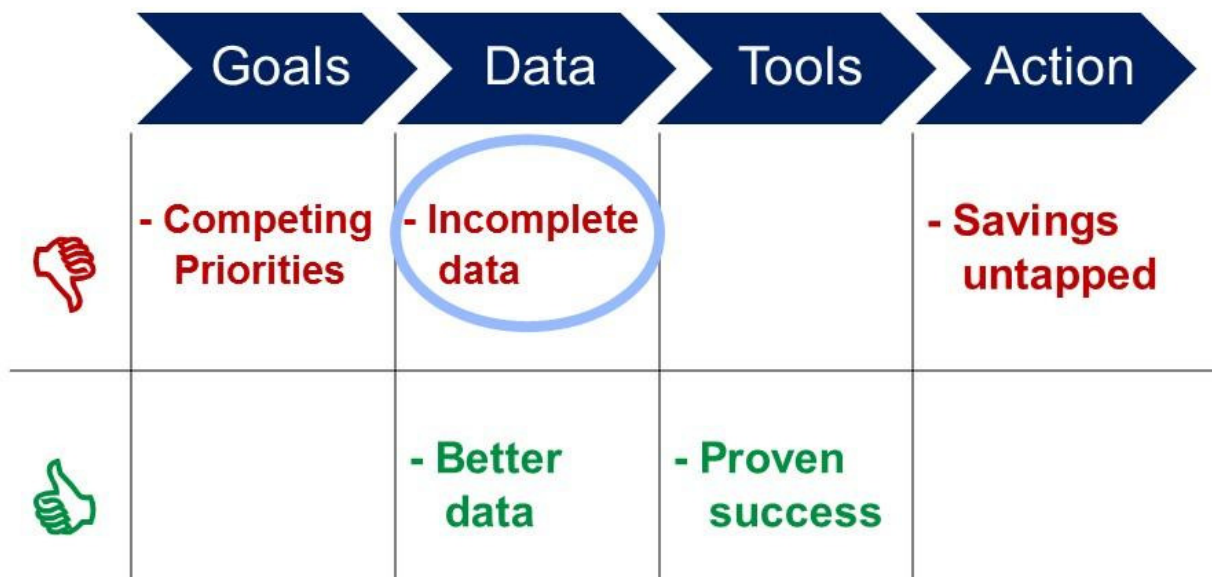 Goals Data Tools Action
- Competing - Incomplete - Savings
Priorities data untapped
- Better - Proven
data success